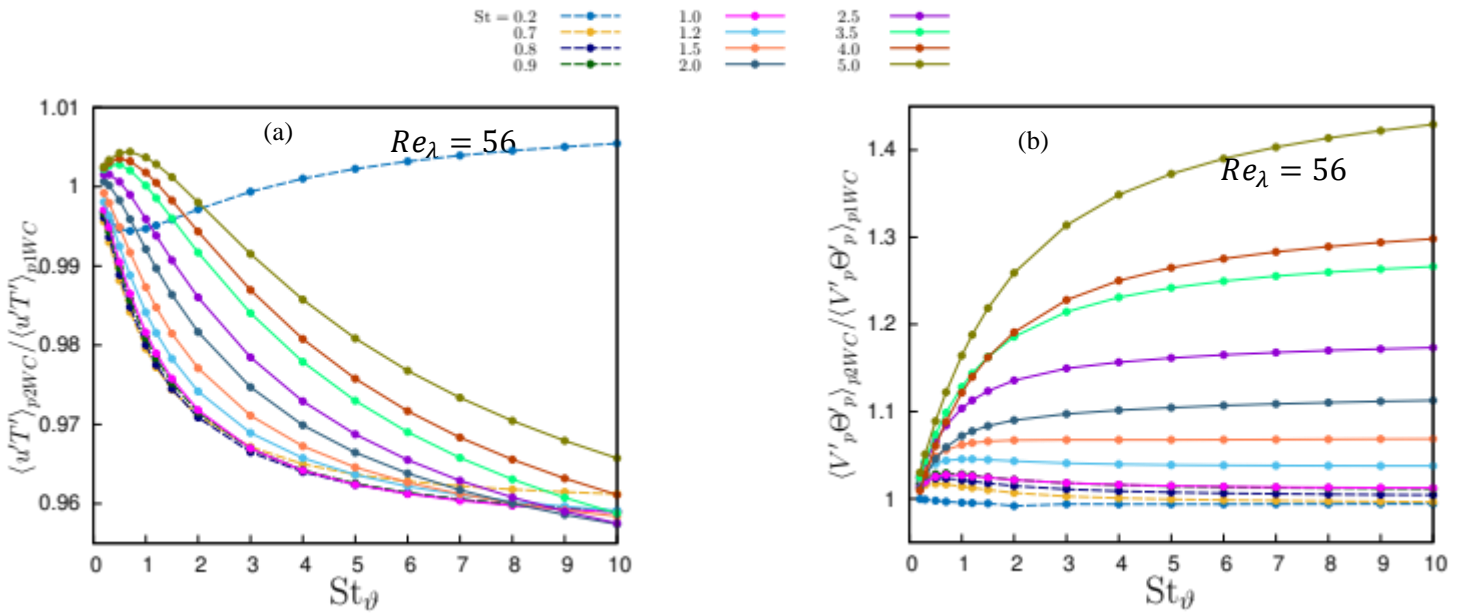 St = 0.2 1.0 2.5
0.7 1.2 3.5
0.8 1.5 4.0
0.9 2.0 5.0
(a)
Re_λ = 56
1.01
1
0.99
0.98
0.97
0.96
0 1 2 3 4 5 6 7 8 9 10
St_ϑ
⟨u′T′⟩_p2WC/⟨u′T′⟩_p1WC
(b)
Re_λ = 56
1.4
1.3
1.2
1.1
1
0 1 2 3 4 5 6 7 8 9 10
St_ϑ
⟨V′_pΘ′_p⟩_p2WC/⟨V′_pΘ′_p⟩_p1WC